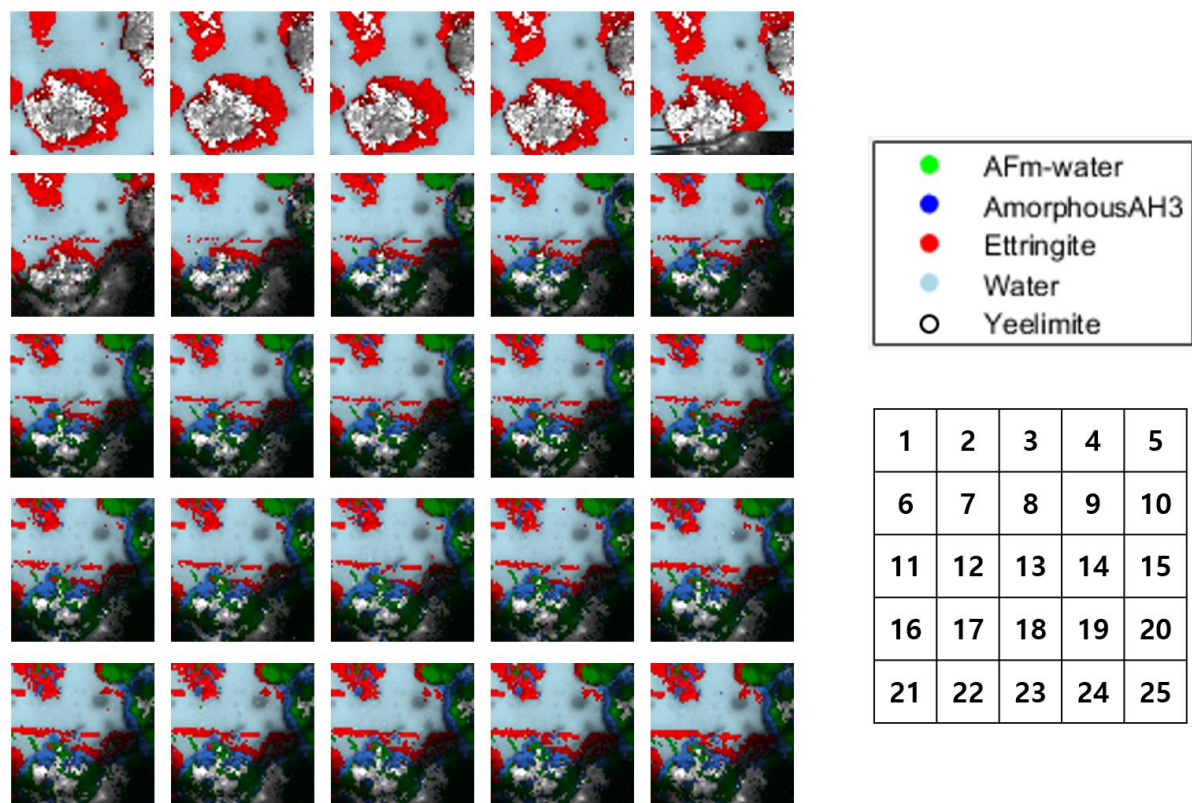 AFm-water
AmorphousAH3
Ettringite
Water
Yeelimite
1 2 3 4 5
6 7 8 9 10
11 12 13 14 15
16 17 18 19 20
21 22 23 24 25